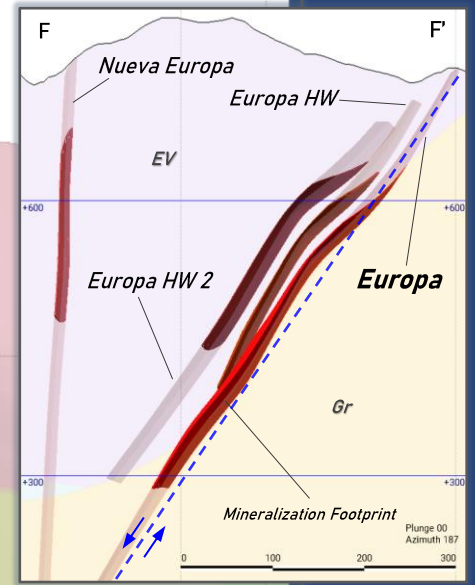 F
F'
Nueva Europa
Europa HW
EV
+600
+600
Europa HW 2
Europa
Gr
+300
+300
Mineralization Footprint
Plunge 00
Azimuth 187
0
100
200
300